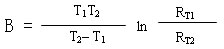 B = T1T2 / T2 – T1 ln RT1 / RT2